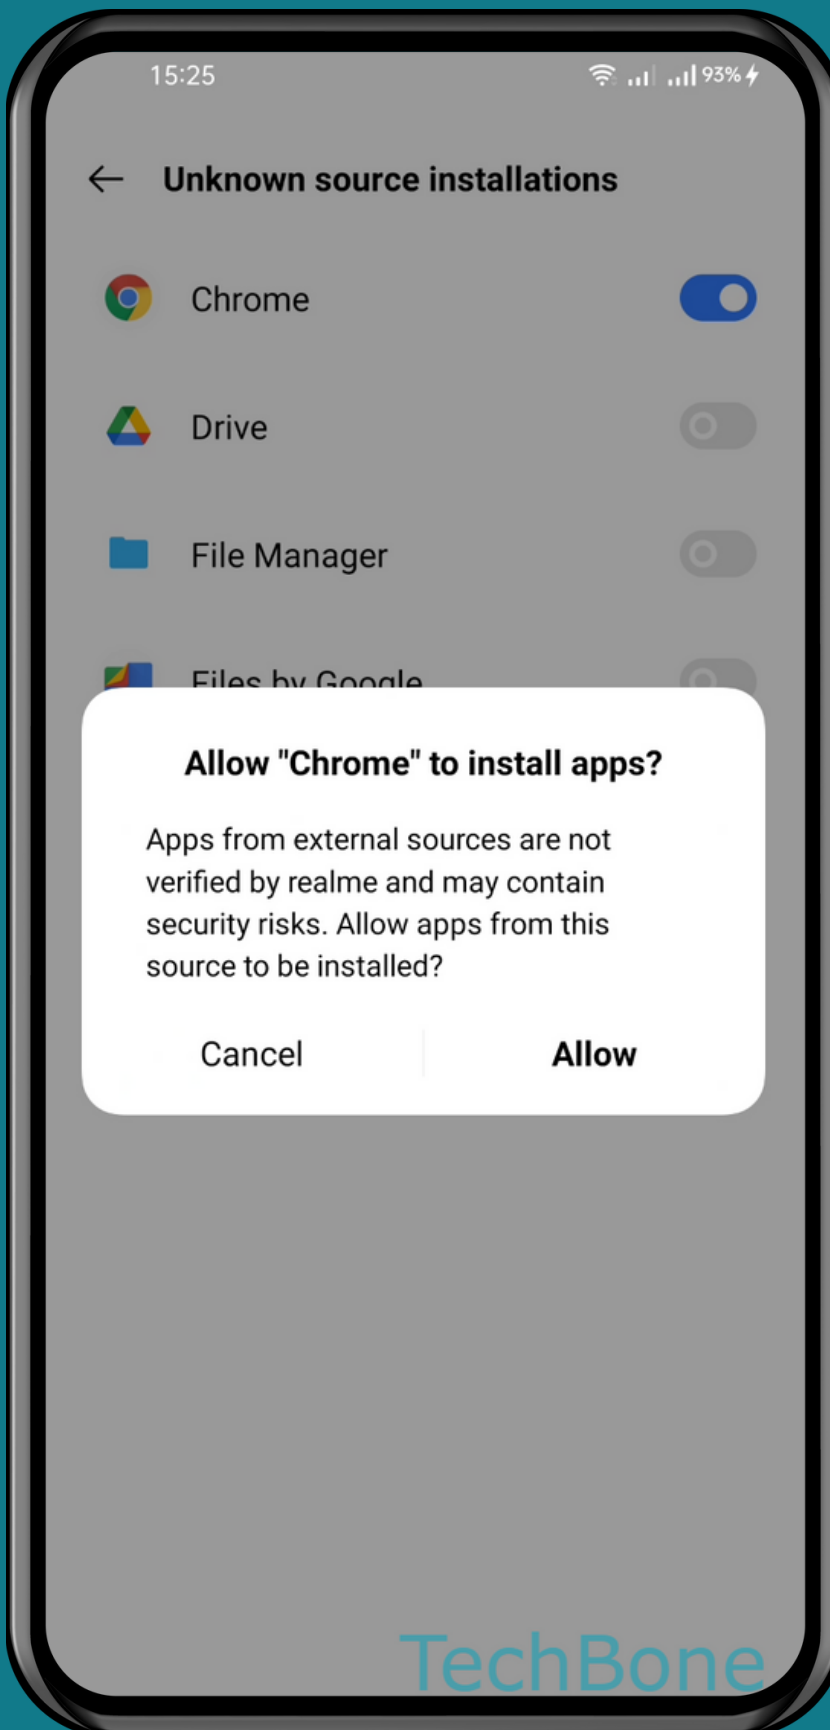 15:25
93%
Unknown source installations
Chrome
Drive
File Manager
Files by Google
Allow "Chrome" to install apps?
Apps from external sources are not
verified by realme and may contain
security risks. Allow apps from this
source to be installed?
Cancel
Allow
TechBone